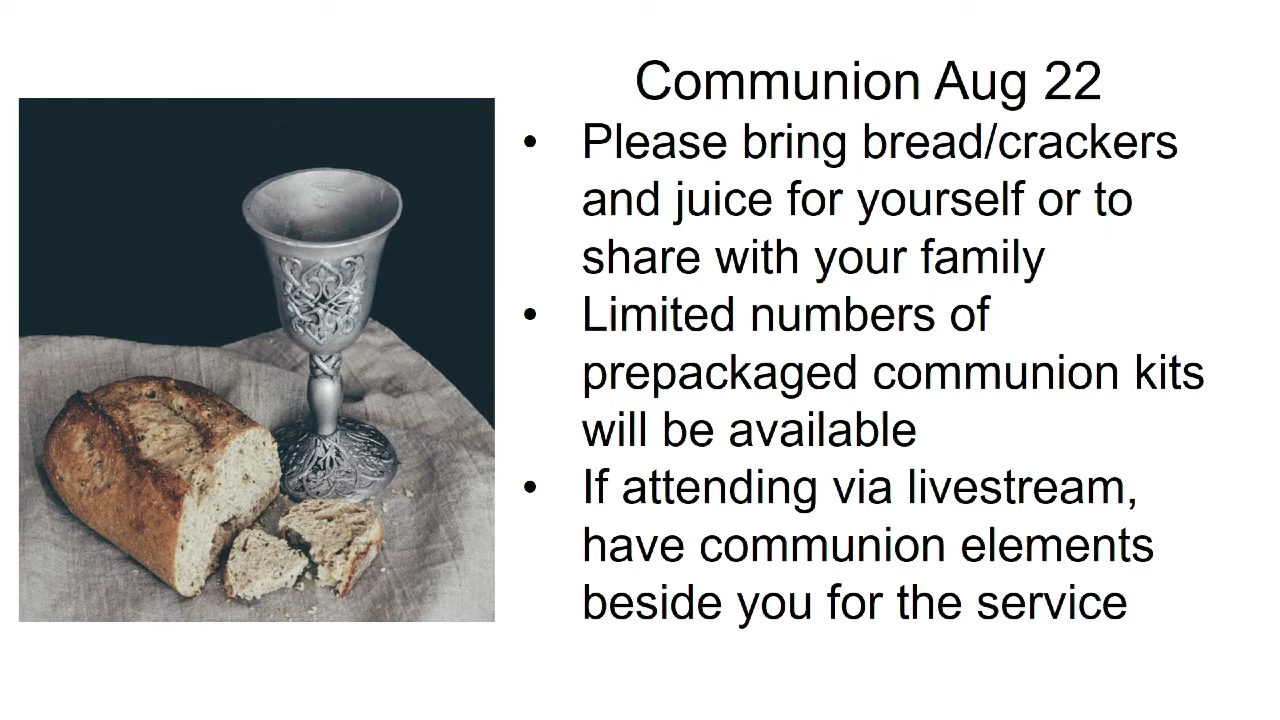 Communion Aug 22
• Please bring bread/crackers
and juice for yourself or to
share with your family
• Limited numbers of
prepackaged communion kits
will be available
• If attending via livestream,
have communion elements
beside you for the service